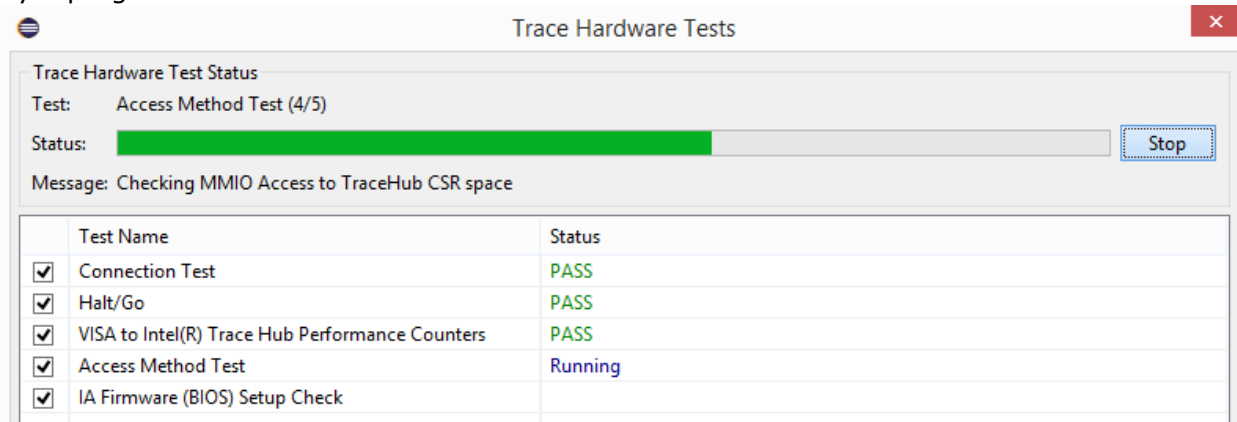 Trace Hardware Tests
Trace Hardware Test Status
Test: Access Method Test (4/5)
Status: Stop
Message: Checking MMIO Access to TraceHub CSR space
Test Name Status
Connection Test PASS
Halt/Go PASS
VISA to Intel(R) Trace Hub Performance Counters PASS
Access Method Test Running
IA Firmware (BIOS) Setup Check